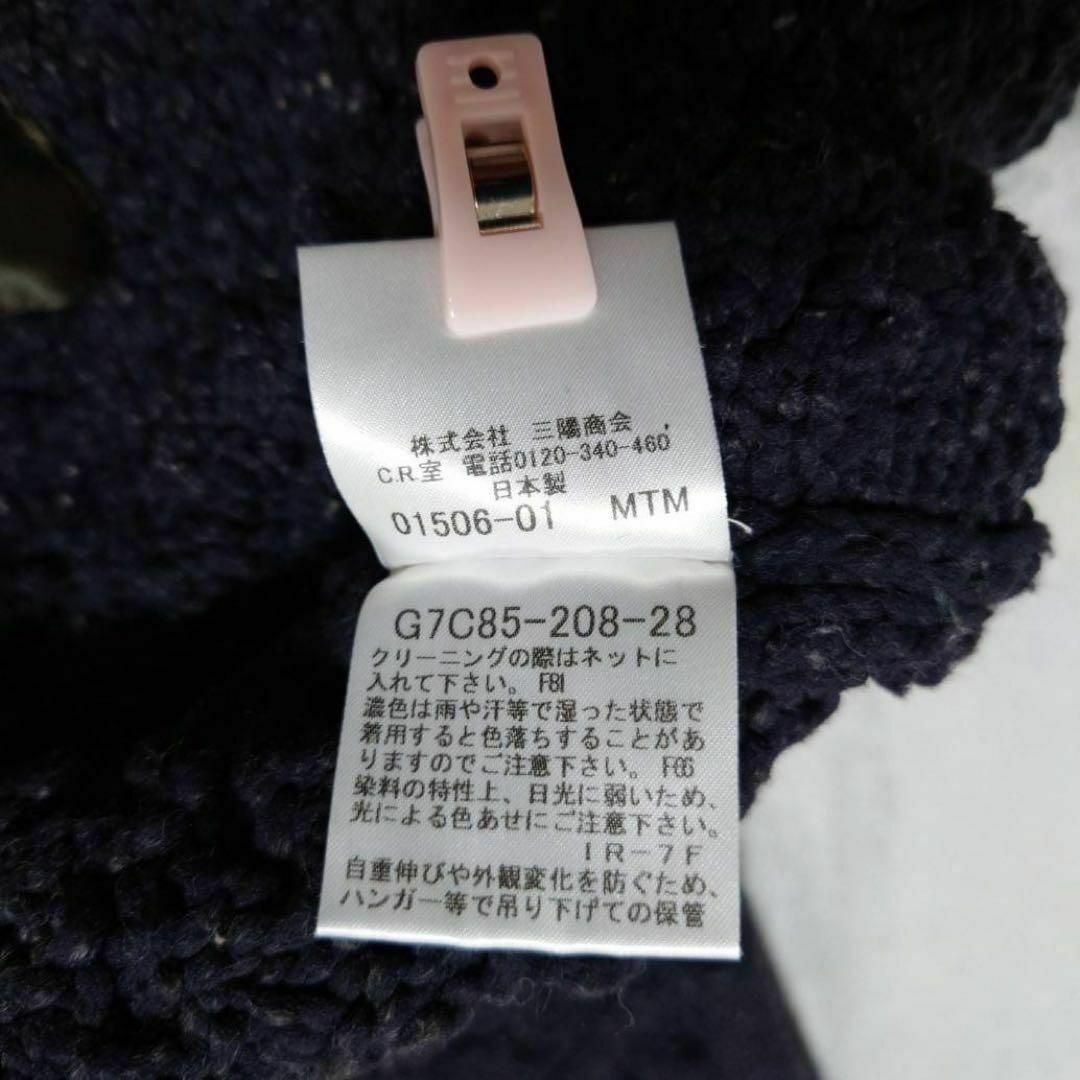 株式会社 三陽商会
C.R.室 電話0120-340-460
日本製
01506-01 MTM
G7C85-208-28
クリーニングの際はネットに
入れて下さい。 F81
濃色は雨や汗等で湿った状態で
着用すると色落ちすることがあ
りますのでご注意下さい。 F06
染料の特性上、日光に弱いため、
光による色あせにご注意下さい。
IR-7F
自重伸びや外観変化を防ぐため、
ハンガー等で吊り下げての保管